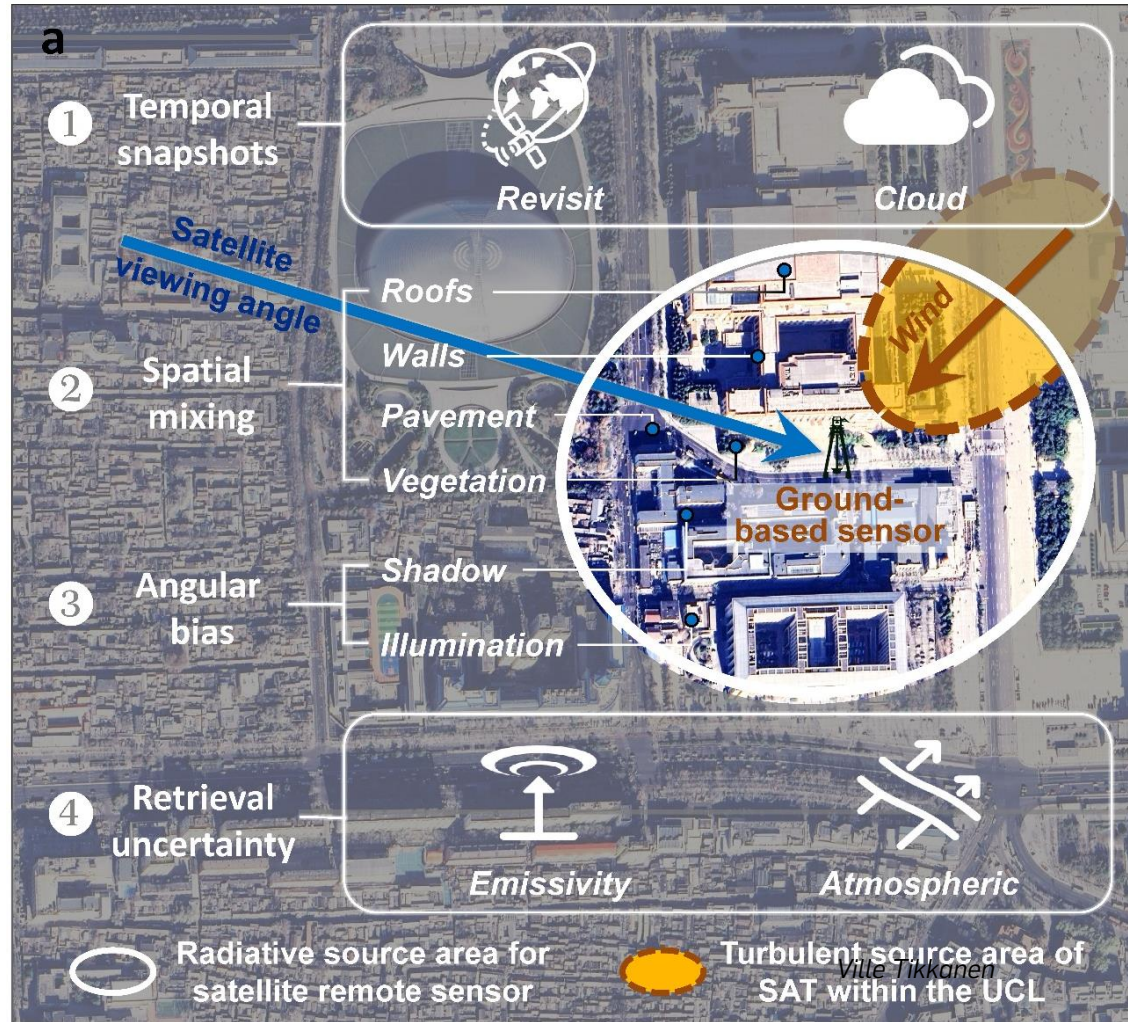 a
1
Temporal
snapshots
Revisit
Cloud
Satellite
viewing angle
Wind
2
Spatial
mixing
Roofs
Walls
Pavement
Vegetation
Ground-
based sensor
3
Angular
bias
Shadow
Illumination
4
Retrieval
uncertainty
Emissivity
Atmospheric
Radiative source area for
satellite remote sensor
Turbulent source area of
Ville Tikkanen
SAT within the UCL